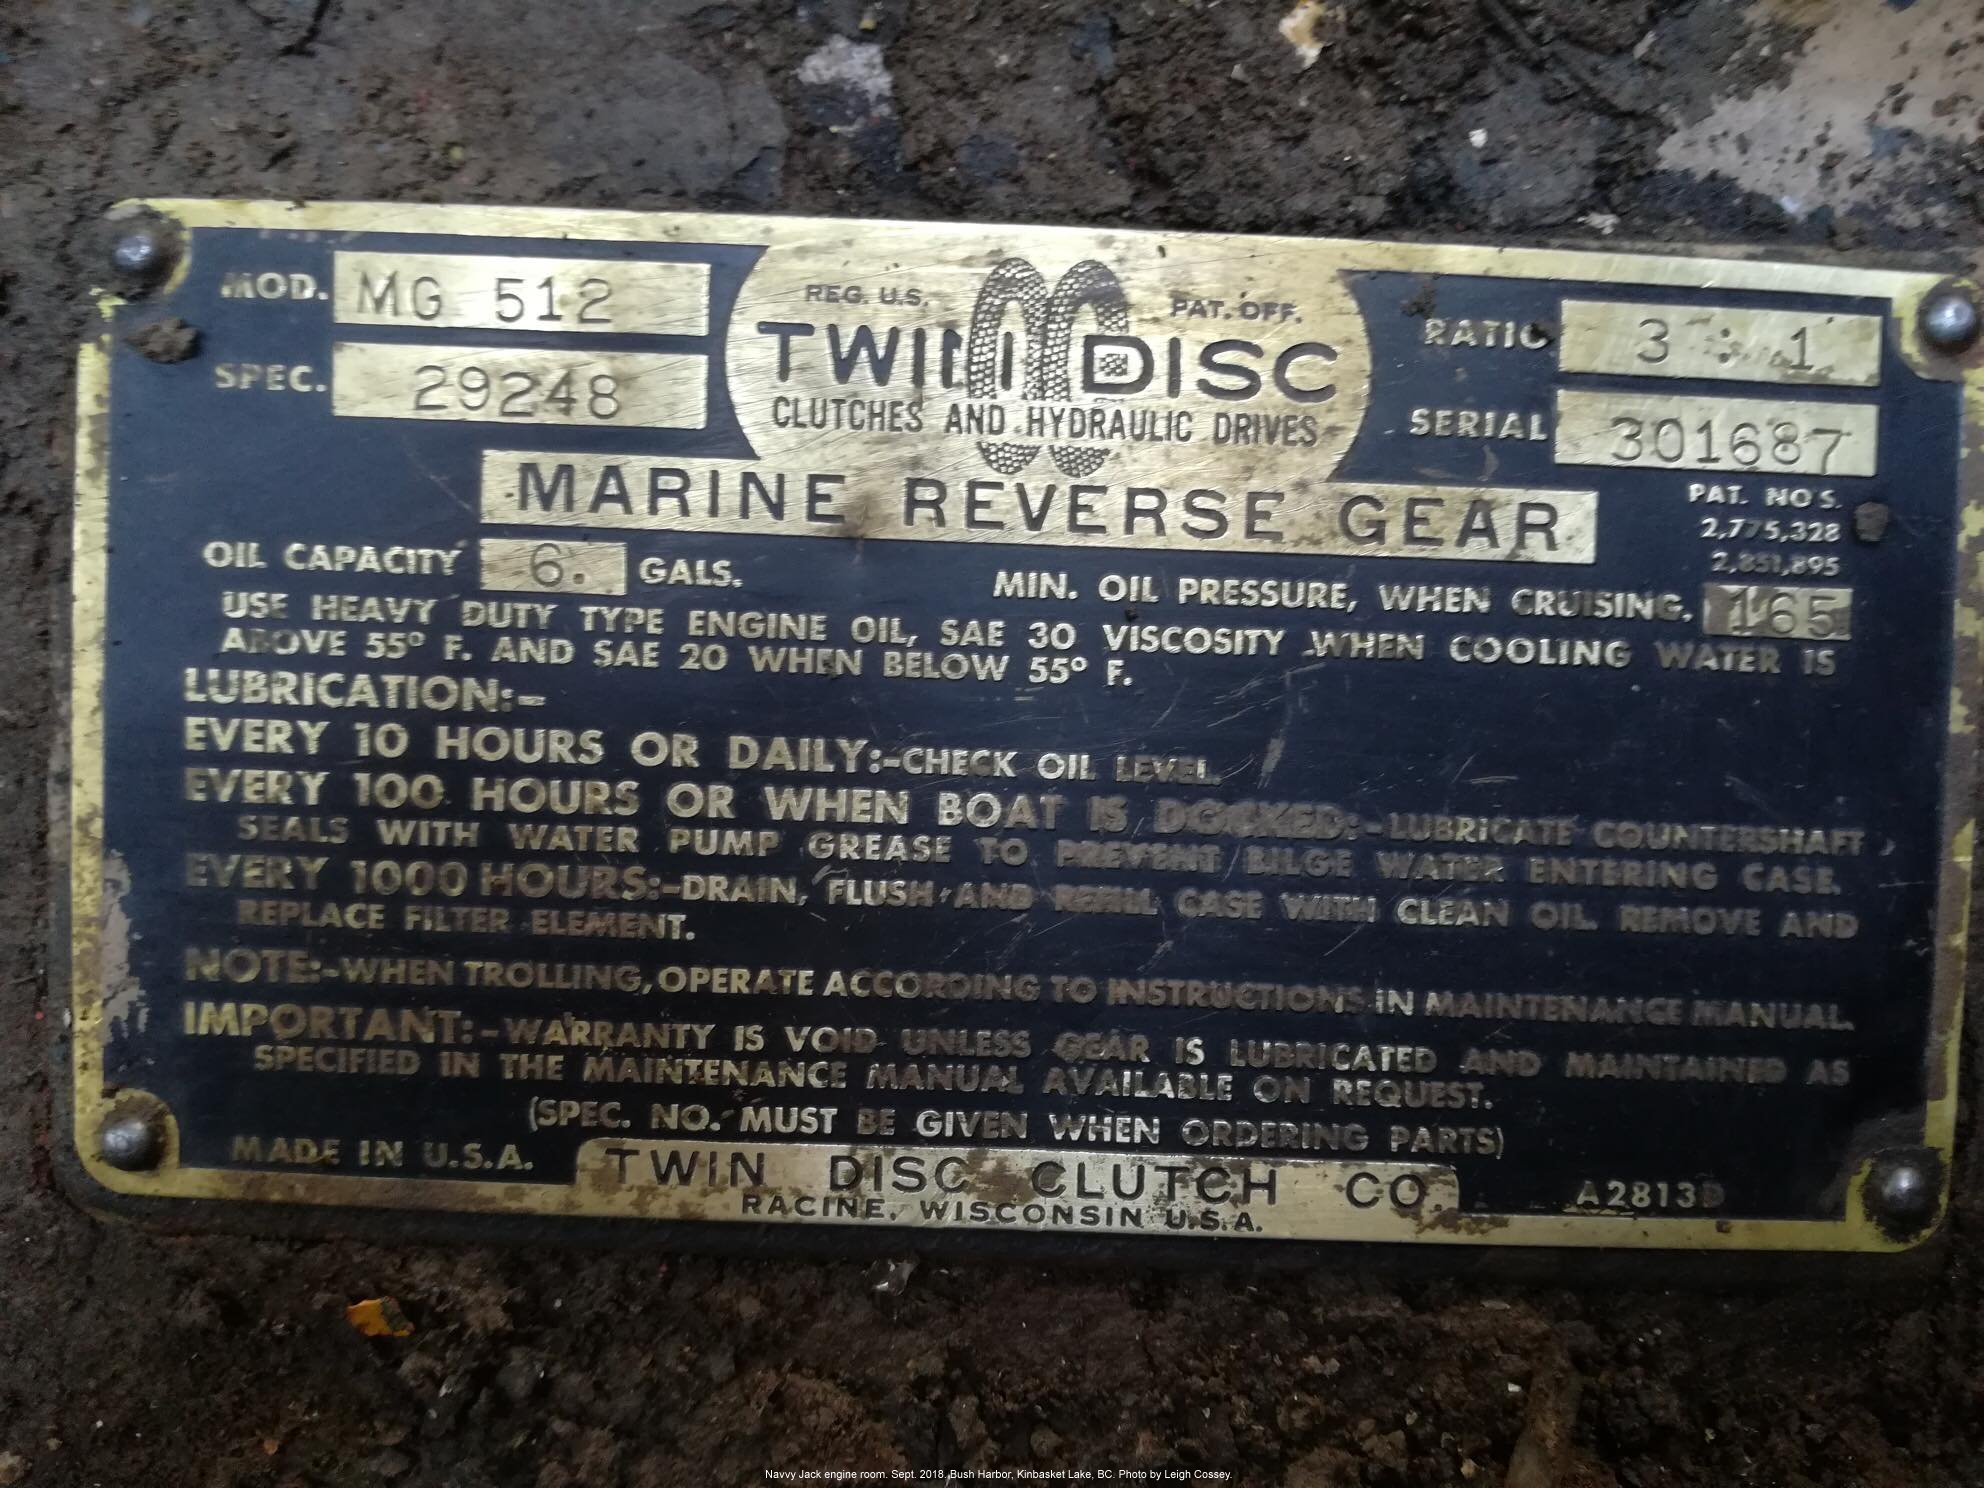 MOD. MG 512
SPEC. 29248
REG. U.S. PAT. OFF.
TWIN DISC
CLUTCHES AND HYDRAULIC DRIVES
RATIO 3 : 1
SERIAL 301687
PAT. NO'S.
2,775,328
2,851,895
MARINE REVERSE GEAR
OIL CAPACITY 6. GALS.
MIN. OIL PRESSURE, WHEN CRUISING, 165
USE HEAVY DUTY TYPE ENGINE OIL, SAE 30 VISCOSITY WHEN COOLING WATER IS
ABOVE 55° F. AND SAE 20 WHEN BELOW 55° F.
LUBRICATION:-
EVERY 10 HOURS OR DAILY:-CHECK OIL LEVEL.
EVERY 100 HOURS OR WHEN BOAT IS DOCKED:-LUBRICATE COUNTERSHAFT
SEALS WITH WATER PUMP GREASE TO PREVENT BILGE WATER ENTERING CASE.
EVERY 1000 HOURS:-DRAIN, FLUSH AND REFILL CASE WITH CLEAN OIL. REMOVE AND
REPLACE FILTER ELEMENT.
NOTE:-WHEN TROLLING, OPERATE ACCORDING TO INSTRUCTIONS IN MAINTENANCE MANUAL.
IMPORTANT:-WARRANTY IS VOID UNLESS GEAR IS LUBRICATED AND MAINTAINED AS
SPECIFIED IN THE MAINTENANCE MANUAL AVAILABLE ON REQUEST.
(SPEC. NO. MUST BE GIVEN WHEN ORDERING PARTS)
MADE IN U.S.A.
TWIN DISC CLUTCH CO.
RACINE, WISCONSIN U.S.A.
A2813D
Navvy Jack engine room. Sept. 2018. Bush Harbor, Kinbasket Lake, BC. Photo by Leigh Cossey.